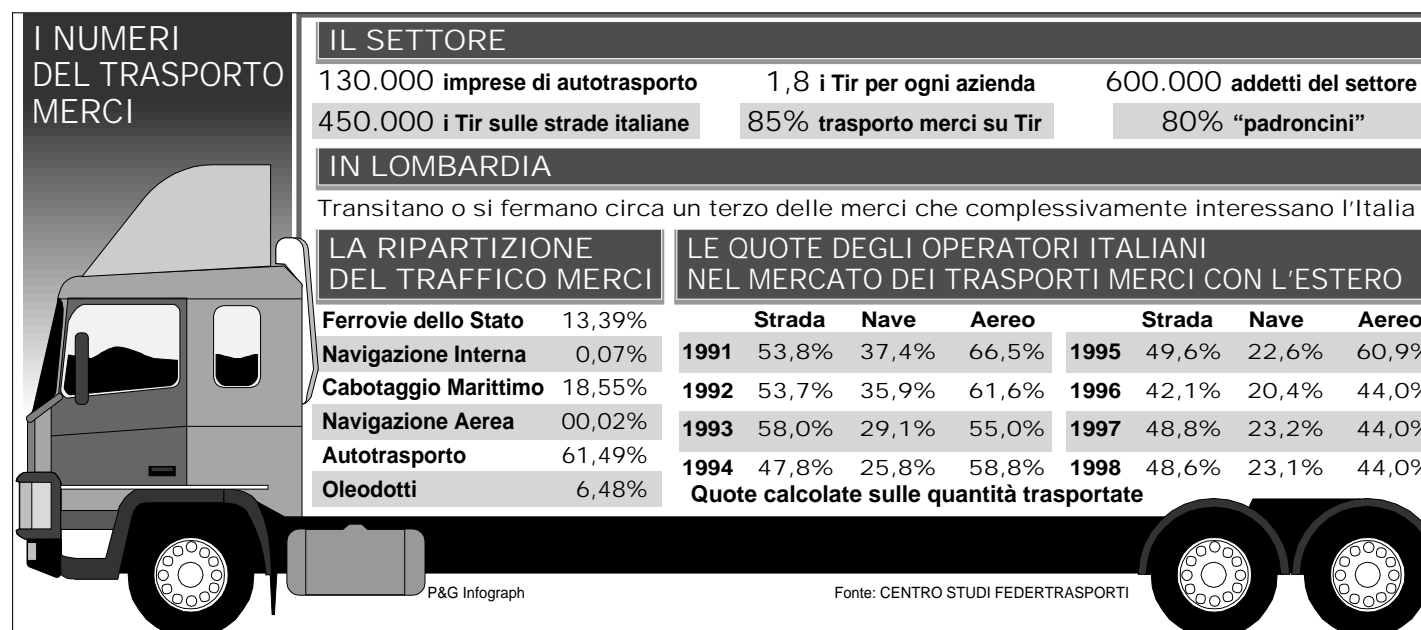 I NUMERI
DEL TRASPORTO
MERCI
IL SETTORE
130.000 imprese di autotrasporto 1,8 i Tir per ogni azienda 600.000 addetti del settore
450.000 i Tir sulle strade italiane 85% trasporto merci su Tir 80% “padroncini”
IN LOMBARDIA
Transitano o si fermano circa un terzo delle merci che complessivamente interessano l'Italia
LA RIPARTIZIONE
DEL TRAFFICO MERCI
Ferrovie dello Stato 13,39%
Navigazione Interna 0,07%
Cabotaggio Marittimo 18,55%
Navigazione Aerea 00,02%
Autotrasporto 61,49%
Oleodotti 6,48%
LE QUOTE DEGLI OPERATORI ITALIANI
NEL MERCATO DEI TRASPORTI MERCI CON L'ESTERO
Strada Nave Aereo Strada Nave Aereo
1991 53,8% 37,4% 66,5% 1995 49,6% 22,6% 60,9%
1992 53,7% 35,9% 61,6% 1996 42,1% 20,4% 44,0%
1993 58,0% 29,1% 55,0% 1997 48,8% 23,2% 44,0%
1994 47,8% 25,8% 58,8% 1998 48,6% 23,1% 44,0%
Quote calcolate sulle quantità trasportate
P&G Infograph Fonte: CENTRO STUDI FEDERTRASPORTI